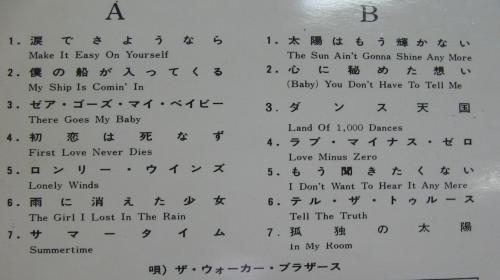 A
1. 涙でさようなら
Make It Easy On Yourself
2. 僕の船が入ってくる
My Ship Is Comin' In
3. ゼア・ゴーズ・マイ・ベイビー
There Goes My Baby
4. 初恋は死なず
First Love Never Dies
5. ロンリー・ウインズ
Lonely Winds
6. 雨に消えた少女
The Girl I Lost In The Rain
7. サマータイム
Summertime
B
1. 太陽はもう輝かない
The Sun Ain't Gonna Shine Any More
2. 心に秘めた想い
(Baby) You Don't Have To Tell Me
3. ダンス天国
Land Of 1,000 Dances
4. ラブ・マイナス・ゼロ
Love Minus Zero
5. もう聞きたくない
I Don't Want To Hear It Any Mere
6. テル・ザ・トゥルース
Tell The Truth
7. 孤独の太陽
In My Room
唄) ザ・ウォーカー・ブラザース